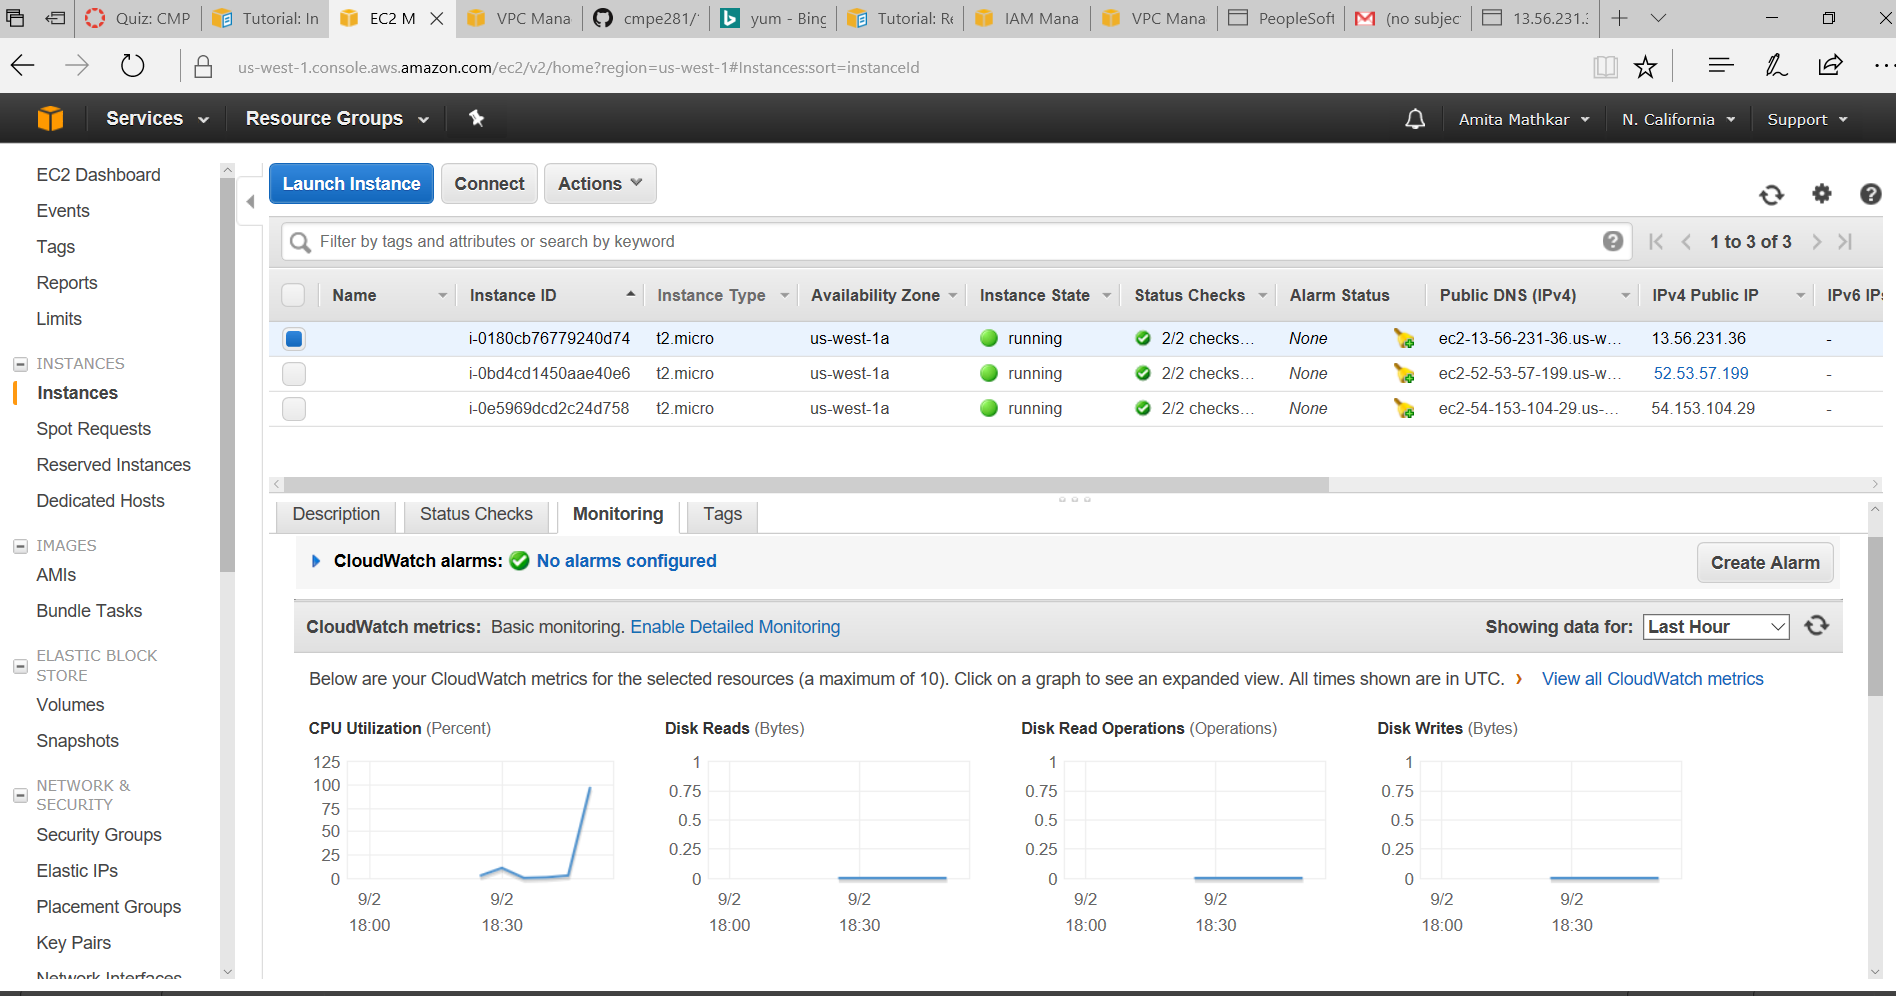 Quiz: CMP
Tutorial: In
EC2 M
VPC Mana
cmpe281/
yum - Bing
Tutorial: Re
IAM Mana
VPC Mana
PeopleSoft
(no subjec
13.56.231.3
us-west-1.console.aws.amazon.com/ec2/v2/home?region=us-west-1#Instances:sort=instanceId
Services
Resource Groups
Amita Mathkar
N. California
Support
EC2 Dashboard
Events
Tags
Reports
Limits
INSTANCES
Instances
Spot Requests
Reserved Instances
Dedicated Hosts
IMAGES
AMIs
Bundle Tasks
ELASTIC BLOCK
STORE
Volumes
Snapshots
NETWORK &
SECURITY
Security Groups
Elastic IPs
Placement Groups
Key Pairs
Network Interfaces
Launch Instance
Connect
Actions
Filter by tags and attributes or search by keyword
1 to 3 of 3
Name Instance ID Instance Type Availability Zone Instance State Status Checks Alarm Status Public DNS (IPv4) IPv4 Public IP IPv6 IPs
i-0180cb76779240d74 t2.micro us-west-1a running 2/2 checks... None ec2-13-56-231-36.us-w... 13.56.231.36 -
i-0bd4cd1450aae40e6 t2.micro us-west-1a running 2/2 checks... None ec2-52-53-57-199.us-w... 52.53.57.199 -
i-0e5969dcd2c24d758 t2.micro us-west-1a running 2/2 checks... None ec2-54-153-104-29.us-... 54.153.104.29 -
Description
Status Checks
Monitoring
Tags
CloudWatch alarms: No alarms configured
Create Alarm
CloudWatch metrics: Basic monitoring. Enable Detailed Monitoring
Showing data for: Last Hour
Below are your CloudWatch metrics for the selected resources (a maximum of 10). Click on a graph to see an expanded view. All times shown are in UTC. › View all CloudWatch metrics
CPU Utilization (Percent)
125
100
75
50
25
0
9/2 9/2
18:00 18:30
Disk Reads (Bytes)
1
0.75
0.5
0.25
0
9/2 9/2
18:00 18:30
Disk Read Operations (Operations)
1
0.75
0.5
0.25
0
9/2 9/2
18:00 18:30
Disk Writes (Bytes)
1
0.75
0.5
0.25
0
9/2 9/2
18:00 18:30